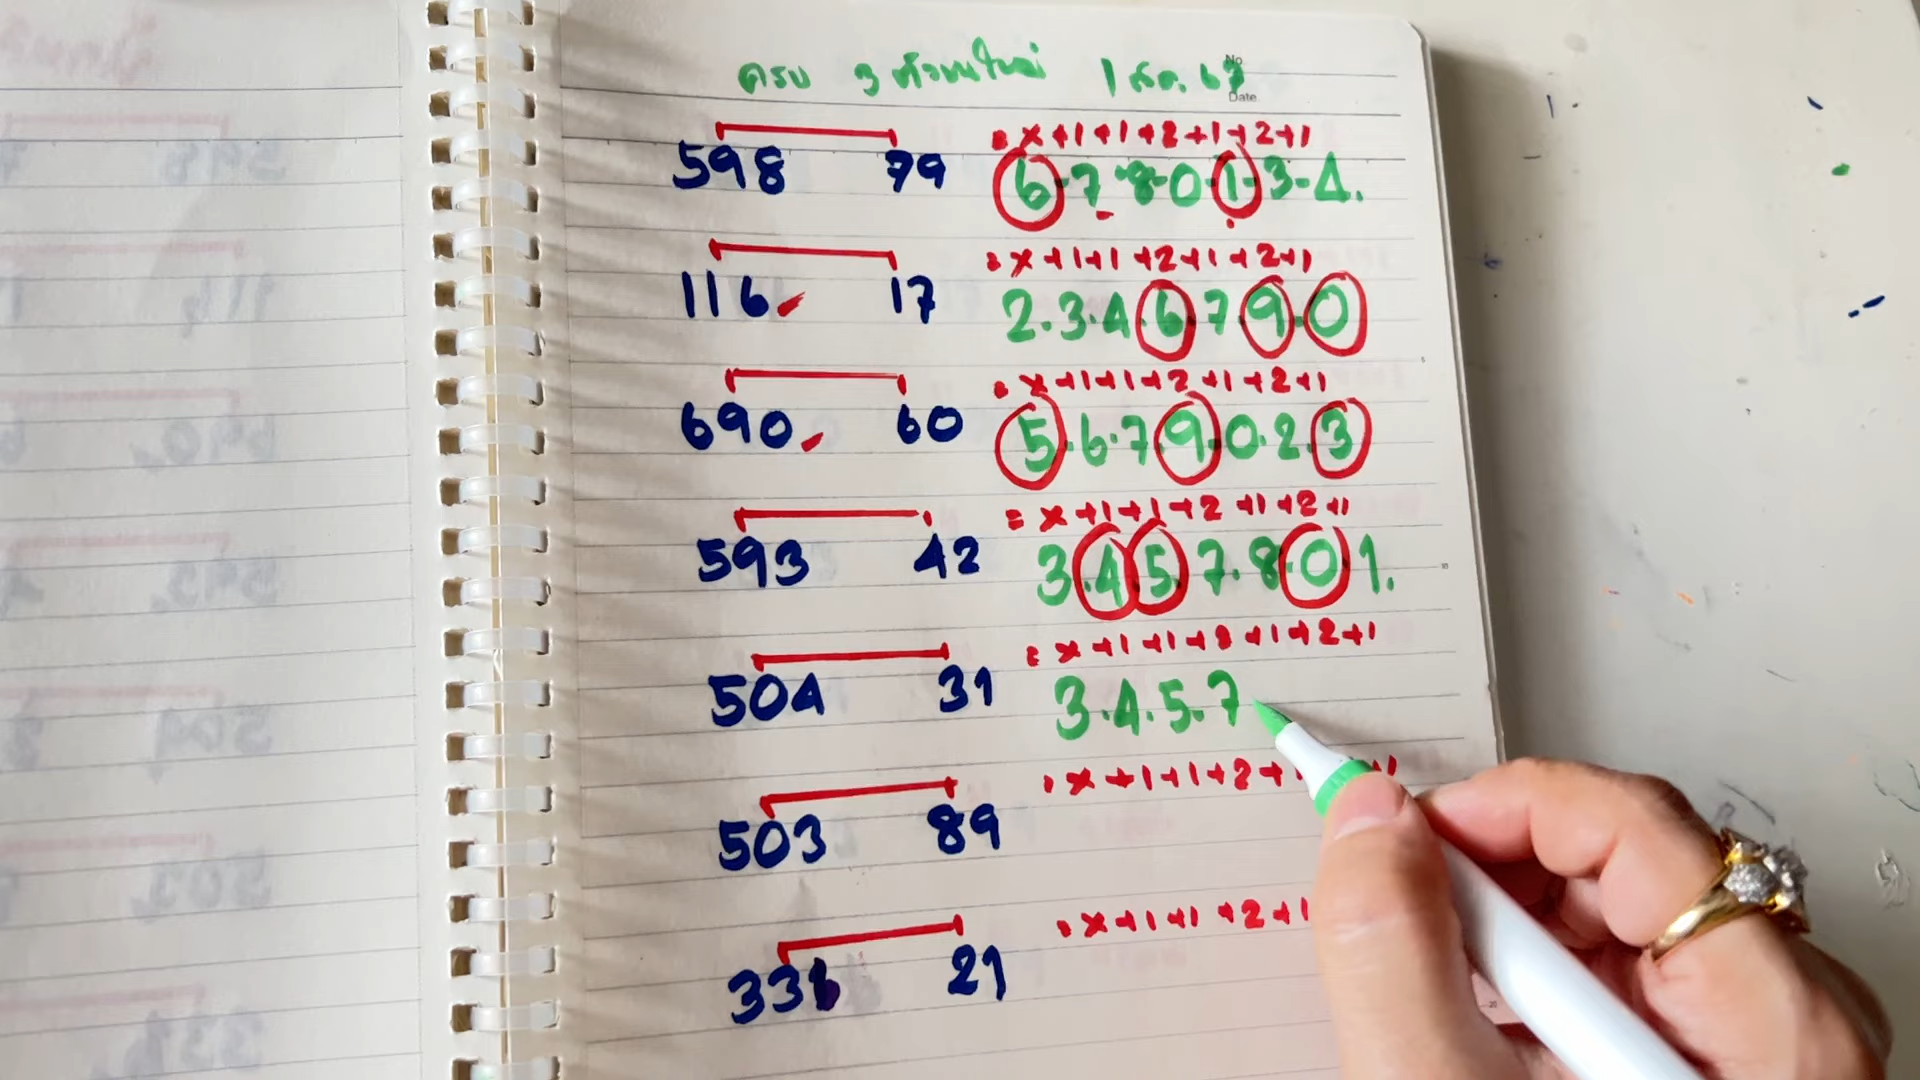 ครบ 3 ตัวบนใหม่ 1 สค. 67
No.
Date.
598 79 = x+1+1+2+1+2+1
6·7·8·0·1·3·4.
116 17 = x+1+1+2+1+2+1
2.3.4.6.7.9.0
690 60 = x+1+1+2+1+2+1
5.6.7.9.0.2.3
593 42 = x+1+1+2+1+2+1
3.4.5.7.8.0.1.
504 31 = x+1+1+2+1+2+1
3.4.5.7
503 89 = x+1+1+2+
33 21 = x+1+1+2+1